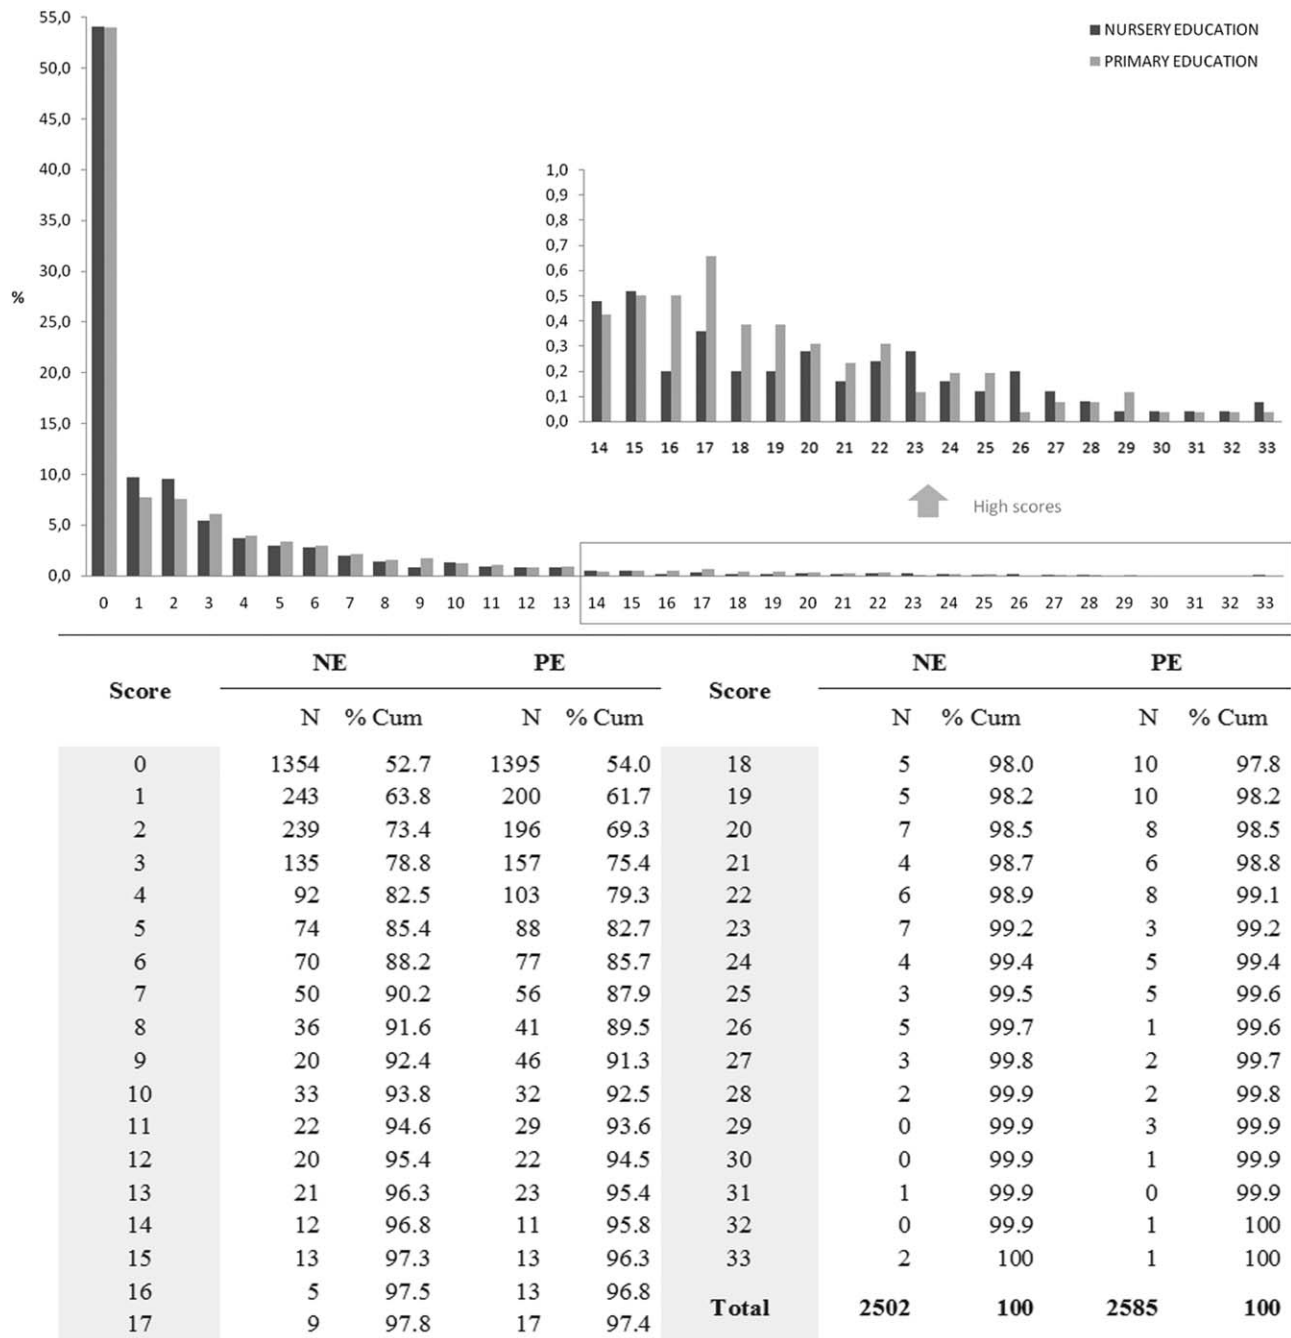 55,0
50,0
45,0
40,0
35,0
30,0
%
25,0
20,0
15,0
10,0
5,0
0,0
0 1 2 3 4 5 6 7 8 9 10 11 12 13 14 15 16 17 18 19 20 21 22 23 24 25 26 27 28 29 30 31 32 33
NURSERY EDUCATION
PRIMARY EDUCATION
1,0
0,9
0,8
0,7
0,6
0,5
0,4
0,3
0,2
0,1
0,0
14 15 16 17 18 19 20 21 22 23 24 25 26 27 28 29 30 31 32 33
High scores
Score NE PE Score NE PE
N % Cum N % Cum N % Cum N % Cum
0 1354 52.7 1395 54.0 18 5 98.0 10 97.8
1 243 63.8 200 61.7 19 5 98.2 10 98.2
2 239 73.4 196 69.3 20 7 98.5 8 98.5
3 135 78.8 157 75.4 21 4 98.7 6 98.8
4 92 82.5 103 79.3 22 6 98.9 8 99.1
5 74 85.4 88 82.7 23 7 99.2 3 99.2
6 70 88.2 77 85.7 24 4 99.4 5 99.4
7 50 90.2 56 87.9 25 3 99.5 5 99.6
8 36 91.6 41 89.5 26 5 99.7 1 99.6
9 20 92.4 46 91.3 27 3 99.8 2 99.7
10 33 93.8 32 92.5 28 2 99.9 2 99.8
11 22 94.6 29 93.6 29 0 99.9 3 99.9
12 20 95.4 22 94.5 30 0 99.9 1 99.9
13 21 96.3 23 95.4 31 1 99.9 0 99.9
14 12 96.8 11 95.8 32 0 99.9 1 100
15 13 97.3 13 96.3 33 2 100 1 100
16 5 97.5 13 96.8 Total 2502 100 2585 100
17 9 97.8 17 97.4